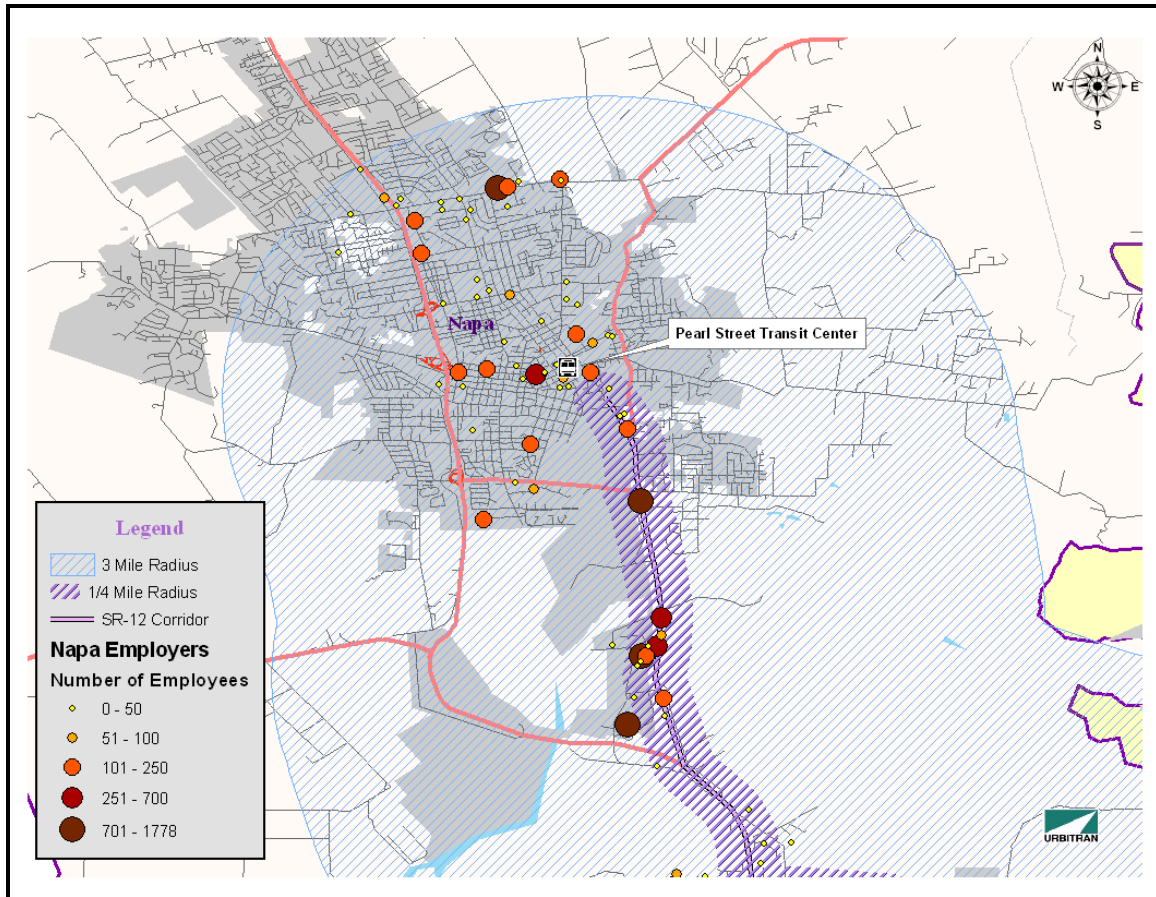 N
W
E
S
Napa
Pearl Street Transit Center
Legend
3 Mile Radius
1/4 Mile Radius
SR-12 Corridor
Napa Employers
Number of Employees
0 - 50
51 - 100
101 - 250
251 - 700
701 - 1778
URBITRAN